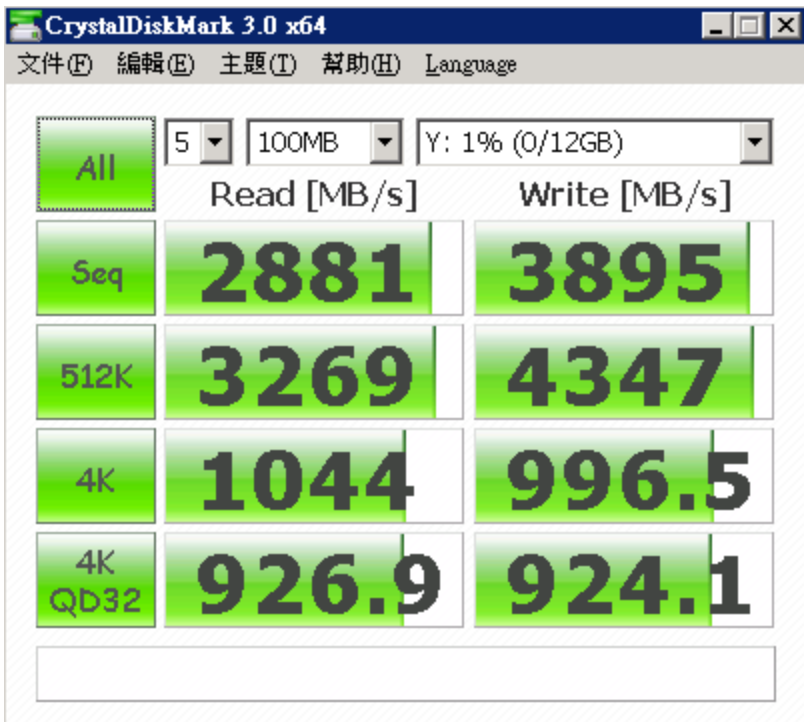 CrystalDiskMark 3.0 x64
文件(F) 編輯(E) 主題(T) 幫助(H) Language
All 5 100MB Y: 1% (0/12GB)
Read [MB/s] Write [MB/s]
Seq 2881 3895
512K 3269 4347
4K 1044 996.5
4K
QD32 926.9 924.1